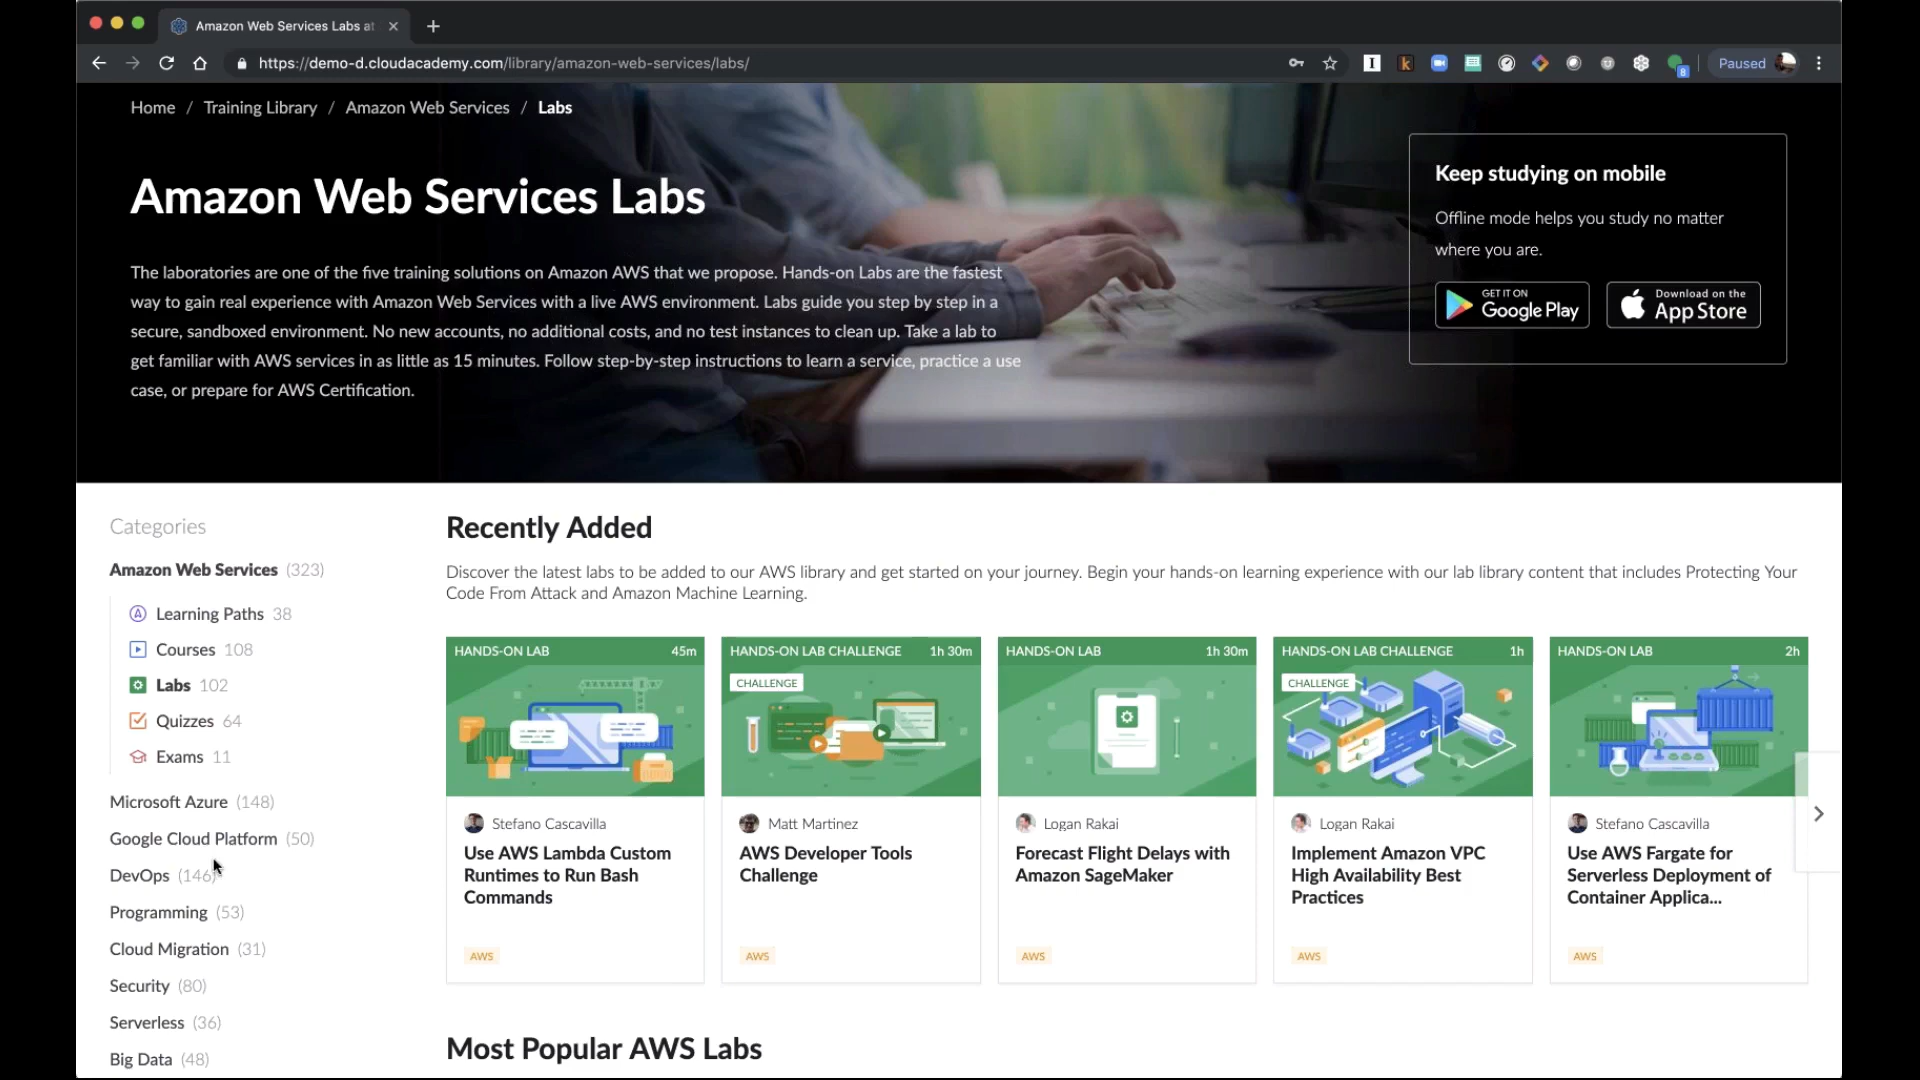 Amazon Web Services Labs at
https://demo-d.cloudacademy.com/library/amazon-web-services/labs/
Paused
Home / Training Library / Amazon Web Services / Labs
Amazon Web Services Labs
The laboratories are one of the five training solutions on Amazon AWS that we propose. Hands-on Labs are the fastest
way to gain real experience with Amazon Web Services with a live AWS environment. Labs guide you step by step in a
secure, sandboxed environment. No new accounts, no additional costs, and no test instances to clean up. Take a lab to
get familiar with AWS services in as little as 15 minutes. Follow step-by-step instructions to learn a service, practice a use
case, or prepare for AWS Certification.
Keep studying on mobile
Offline mode helps you study no matter
where you are.
GET IT ON
Google Play
Download on the
App Store
Categories
Amazon Web Services (323)
Learning Paths 38
Courses 108
Labs 102
Quizzes 64
Exams 11
Microsoft Azure (148)
Google Cloud Platform (50)
DevOps (146)
Programming (53)
Cloud Migration (31)
Security (80)
Serverless (36)
Big Data (48)
Recently Added
Discover the latest labs to be added to our AWS library and get started on your journey. Begin your hands-on learning experience with our lab library content that includes Protecting Your
Code From Attack and Amazon Machine Learning.
HANDS-ON LAB 45m
Stefano Cascavilla
Use AWS Lambda Custom
Runtimes to Run Bash
Commands
AWS
HANDS-ON LAB CHALLENGE 1h 30m
CHALLENGE
Matt Martinez
AWS Developer Tools
Challenge
AWS
HANDS-ON LAB 1h 30m
Logan Rakai
Forecast Flight Delays with
Amazon SageMaker
AWS
HANDS-ON LAB CHALLENGE 1h
CHALLENGE
Logan Rakai
Implement Amazon VPC
High Availability Best
Practices
AWS
HANDS-ON LAB 2h
Stefano Cascavilla
Use AWS Fargate for
Serverless Deployment of
Container Applica...
AWS
Most Popular AWS Labs